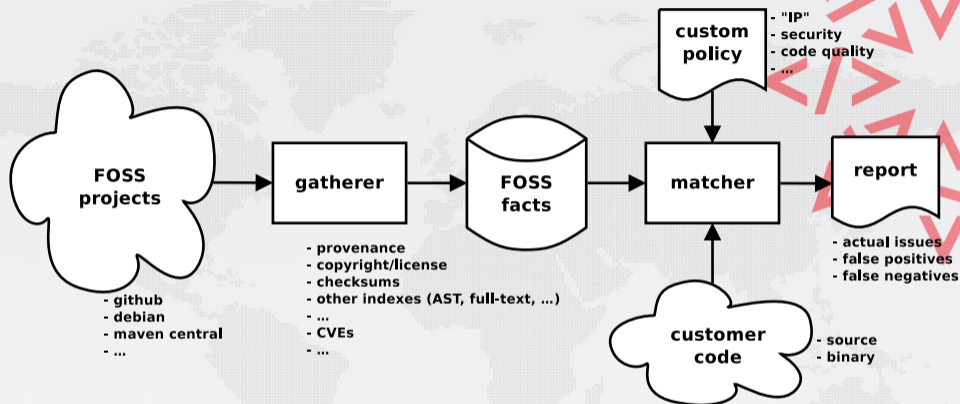 FOSS
projects
- github
- debian
- maven central
- ...
gatherer
- provenance
- copyright/license
- checksums
- other indexes (AST, full-text, ...)
- ...
- CVEs
- ...
FOSS
facts
custom
policy
- "IP"
- security
- code quality
- ...
matcher
customer
code
- source
- binary
report
- actual issues
- false positives
- false negatives